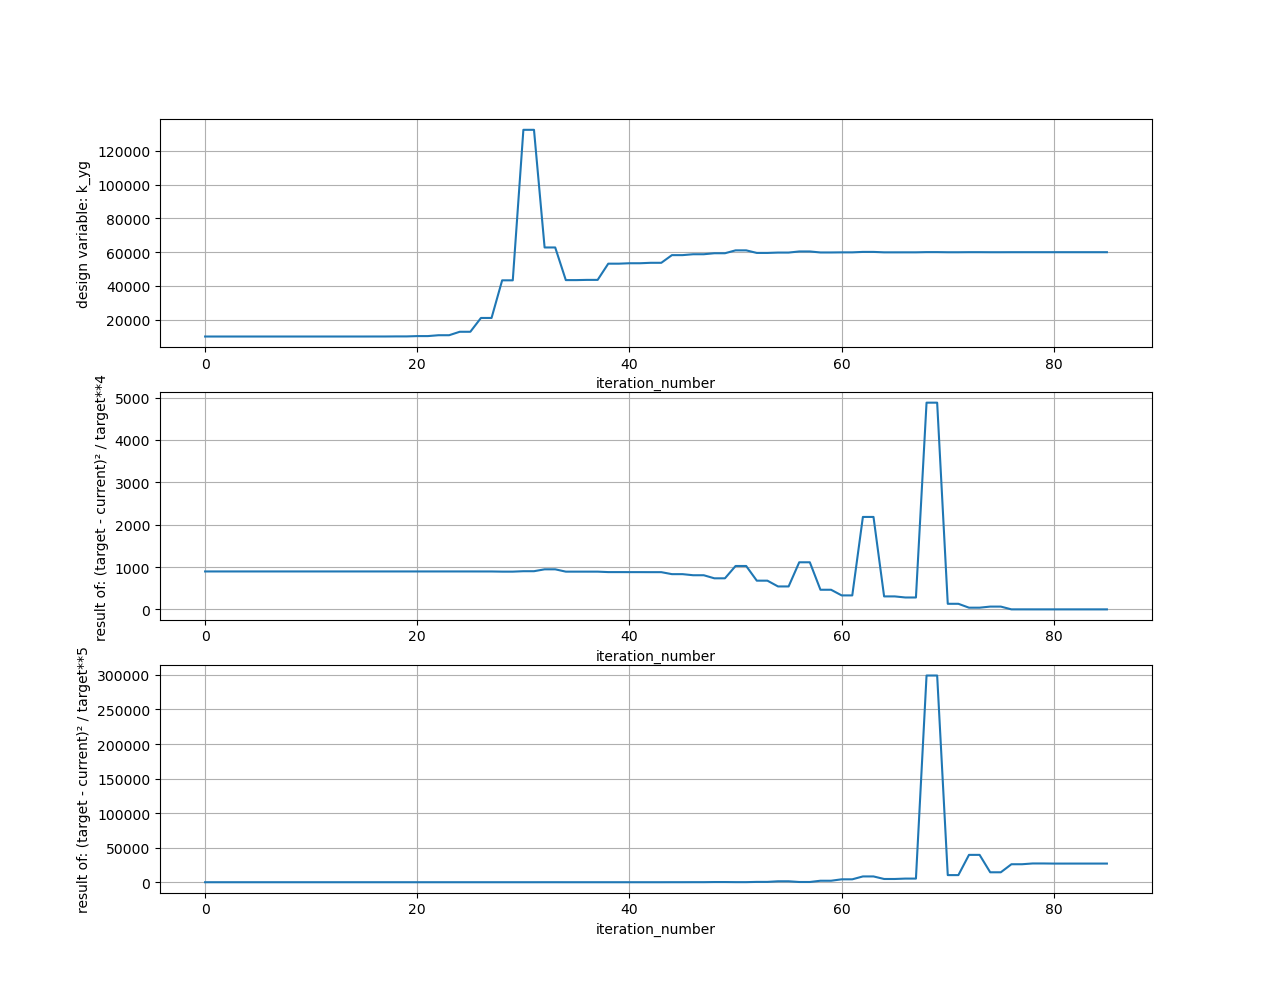 design variable: k_yg
120000
100000
80000
60000
40000
20000
0 20 40 60 80
iteration_number
result of: (target - current)² / target**4
5000
4000
3000
2000
1000
0
0 20 40 60 80
iteration_number
result of: (target - current)² / target**5
300000
250000
200000
150000
100000
50000
0
0 20 40 60 80
iteration_number